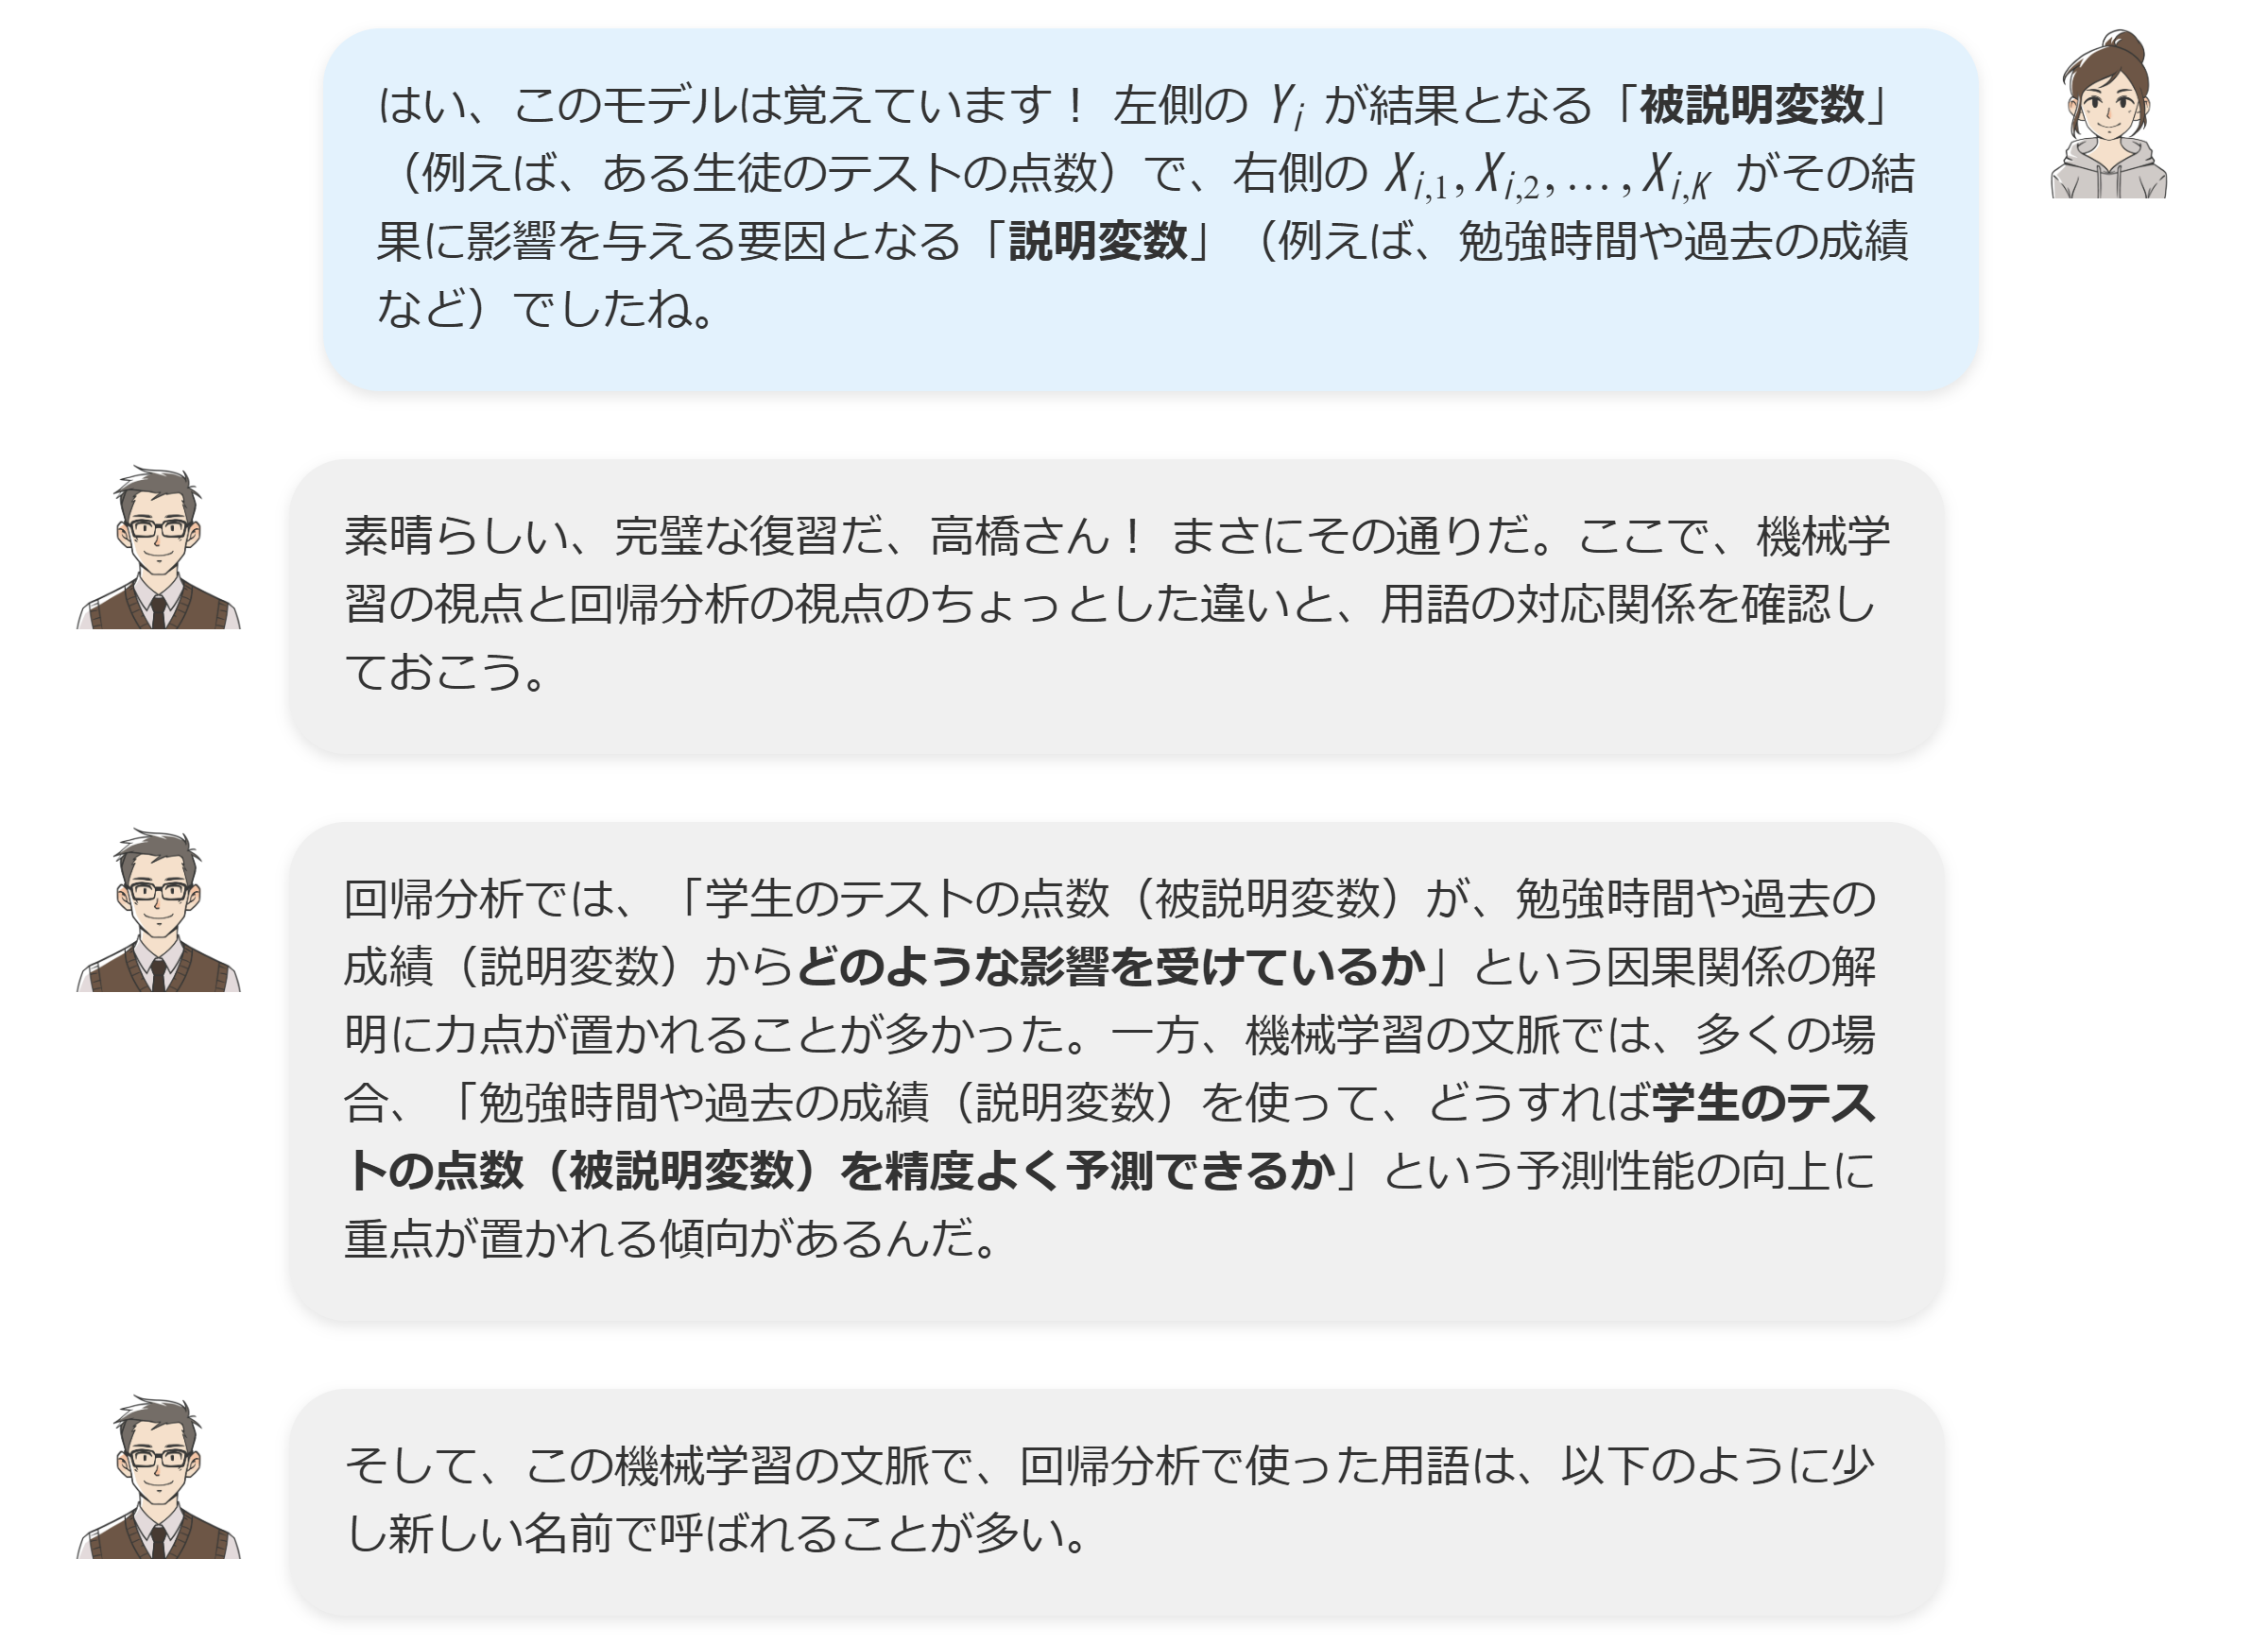 はい、このモデルは覚えています！ 左側の Y_i が結果となる「被説明変数」
（例えば、ある生徒のテストの点数）で、右側の X_{i,1}, X_{i,2}, …, X_{i,K} がその結
果に影響を与える要因となる「説明変数」（例えば、勉強時間や過去の成績
など）でしたね。
素晴らしい、完璧な復習だ、高橋さん！ まさにその通りだ。ここで、機械学
習の視点と回帰分析の視点のちょっとした違いと、用語の対応関係を確認し
ておこう。
回帰分析では、「学生のテストの点数（被説明変数）が、勉強時間や過去の
成績（説明変数）からどのような影響を受けているか」という因果関係の解
明に力点が置かれることが多かった。一方、機械学習の文脈では、多くの場
合、「勉強時間や過去の成績（説明変数）を使って、どうすれば学生のテス
トの点数（被説明変数）を精度よく予測できるか」という予測性能の向上に
重点が置かれる傾向があるんだ。
そして、この機械学習の文脈で、回帰分析で使った用語は、以下のように少
し新しい名前で呼ばれることが多い。